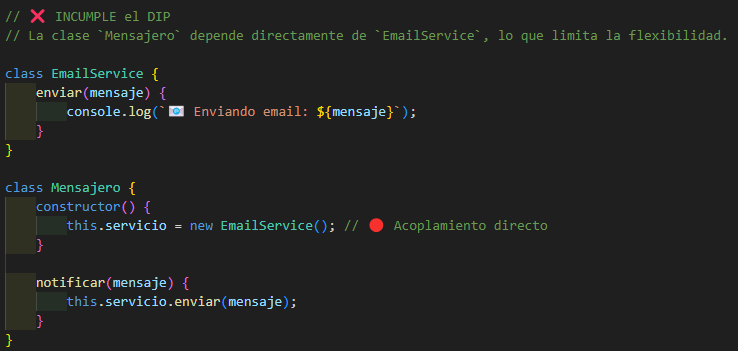 // ❌ INCUMPLE el DIP
// La clase `Mensajero` depende directamente de `EmailService`, lo que limita la flexibilidad.

class EmailService {
    enviar(mensaje) {
        console.log(`📧 Enviando email: ${mensaje}`);
    }
}

class Mensajero {
    constructor() {
        this.servicio = new EmailService(); // 🔴 Acoplamiento directo
    }

    notificar(mensaje) {
        this.servicio.enviar(mensaje);
    }
}